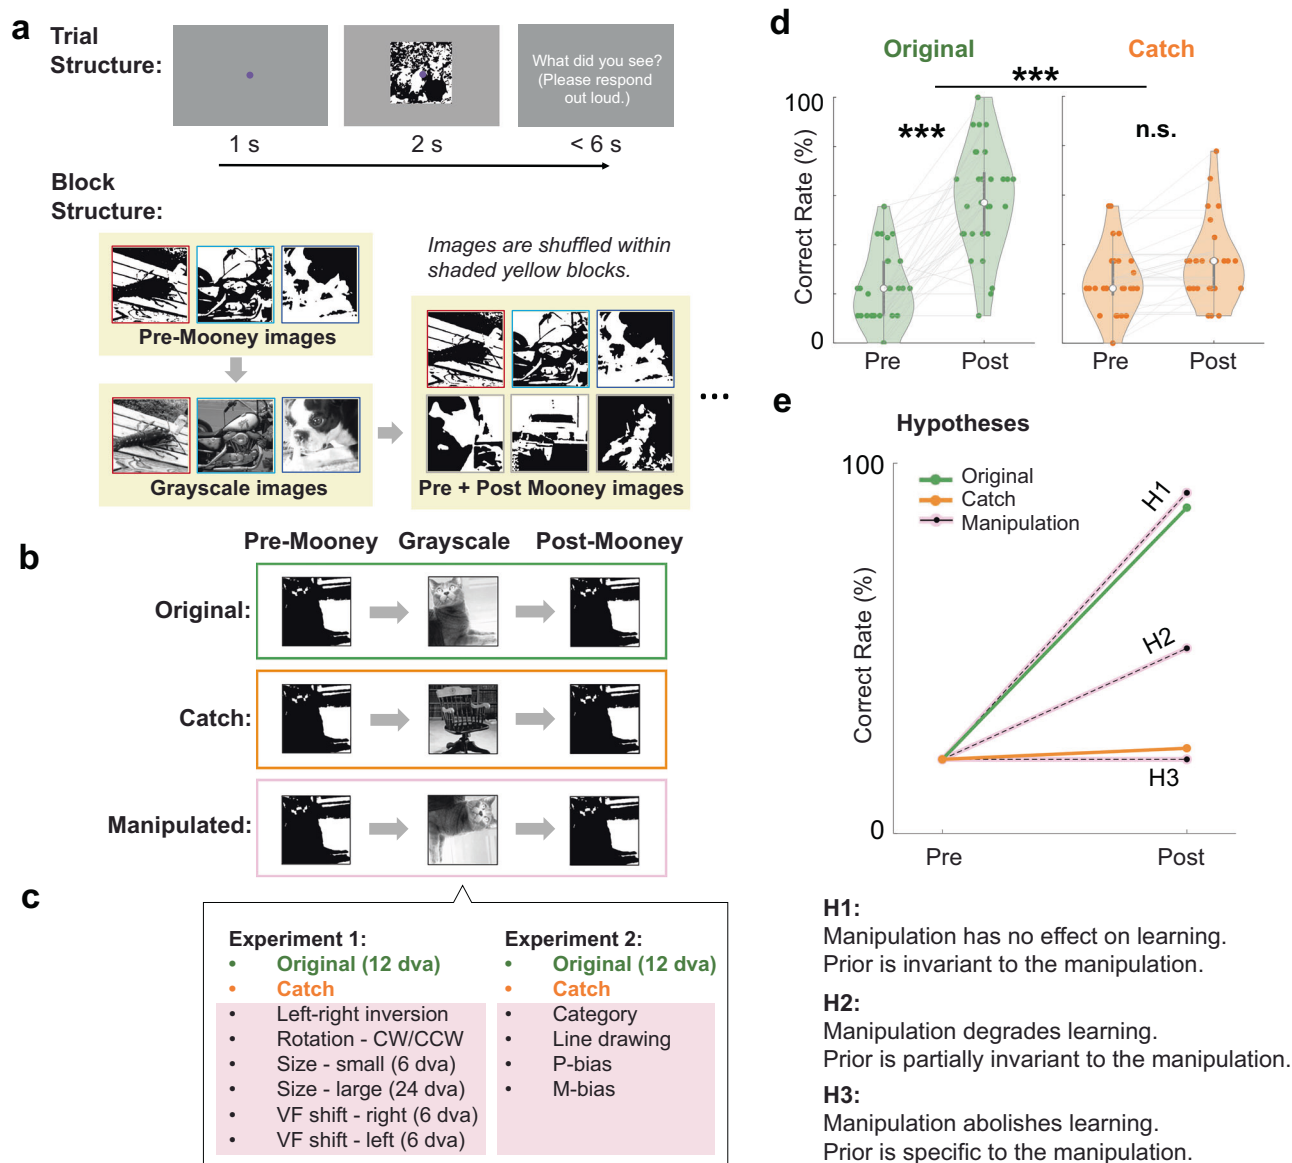 a
Trial
Structure:
What did you see?
(Please respond
out loud.)
1 s
2 s
< 6 s
Block
Structure:
Pre-Mooney images
Grayscale images
Images are shuffled within
shaded yellow blocks.
Pre + Post Mooney images
...
b
Pre-Mooney
Grayscale
Post-Mooney
Original:
Catch:
Manipulated:
c
Experiment 1:
• Original (12 dva)
• Catch
• Left-right inversion
• Rotation - CW/CCW
• Size - small (6 dva)
• Size - large (24 dva)
• VF shift - right (6 dva)
• VF shift - left (6 dva)
Experiment 2:
• Original (12 dva)
• Catch
• Category
• Line drawing
• P-bias
• M-bias
d
Original
Catch
***
100
***
n.s.
Correct Rate (%)
0
Pre
Post
Pre
Post
e
Hypotheses
100
Original
Catch
Manipulation
H1
H2
H3
Correct Rate (%)
0
Pre
Post
H1:
Manipulation has no effect on learning.
Prior is invariant to the manipulation.
H2:
Manipulation degrades learning.
Prior is partially invariant to the manipulation.
H3:
Manipulation abolishes learning.
Prior is specific to the manipulation.